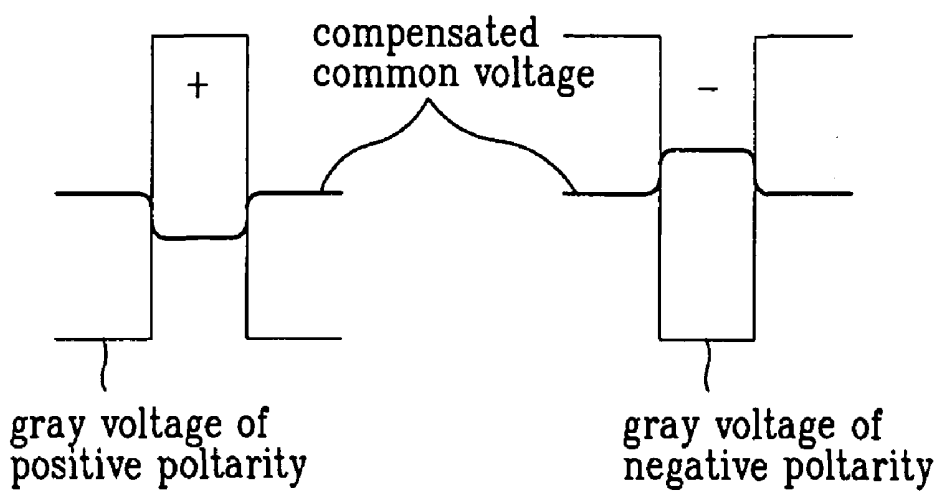 compensated
common voltage
+
−
gray voltage of
positive poltarity
gray voltage of
negative poltarity